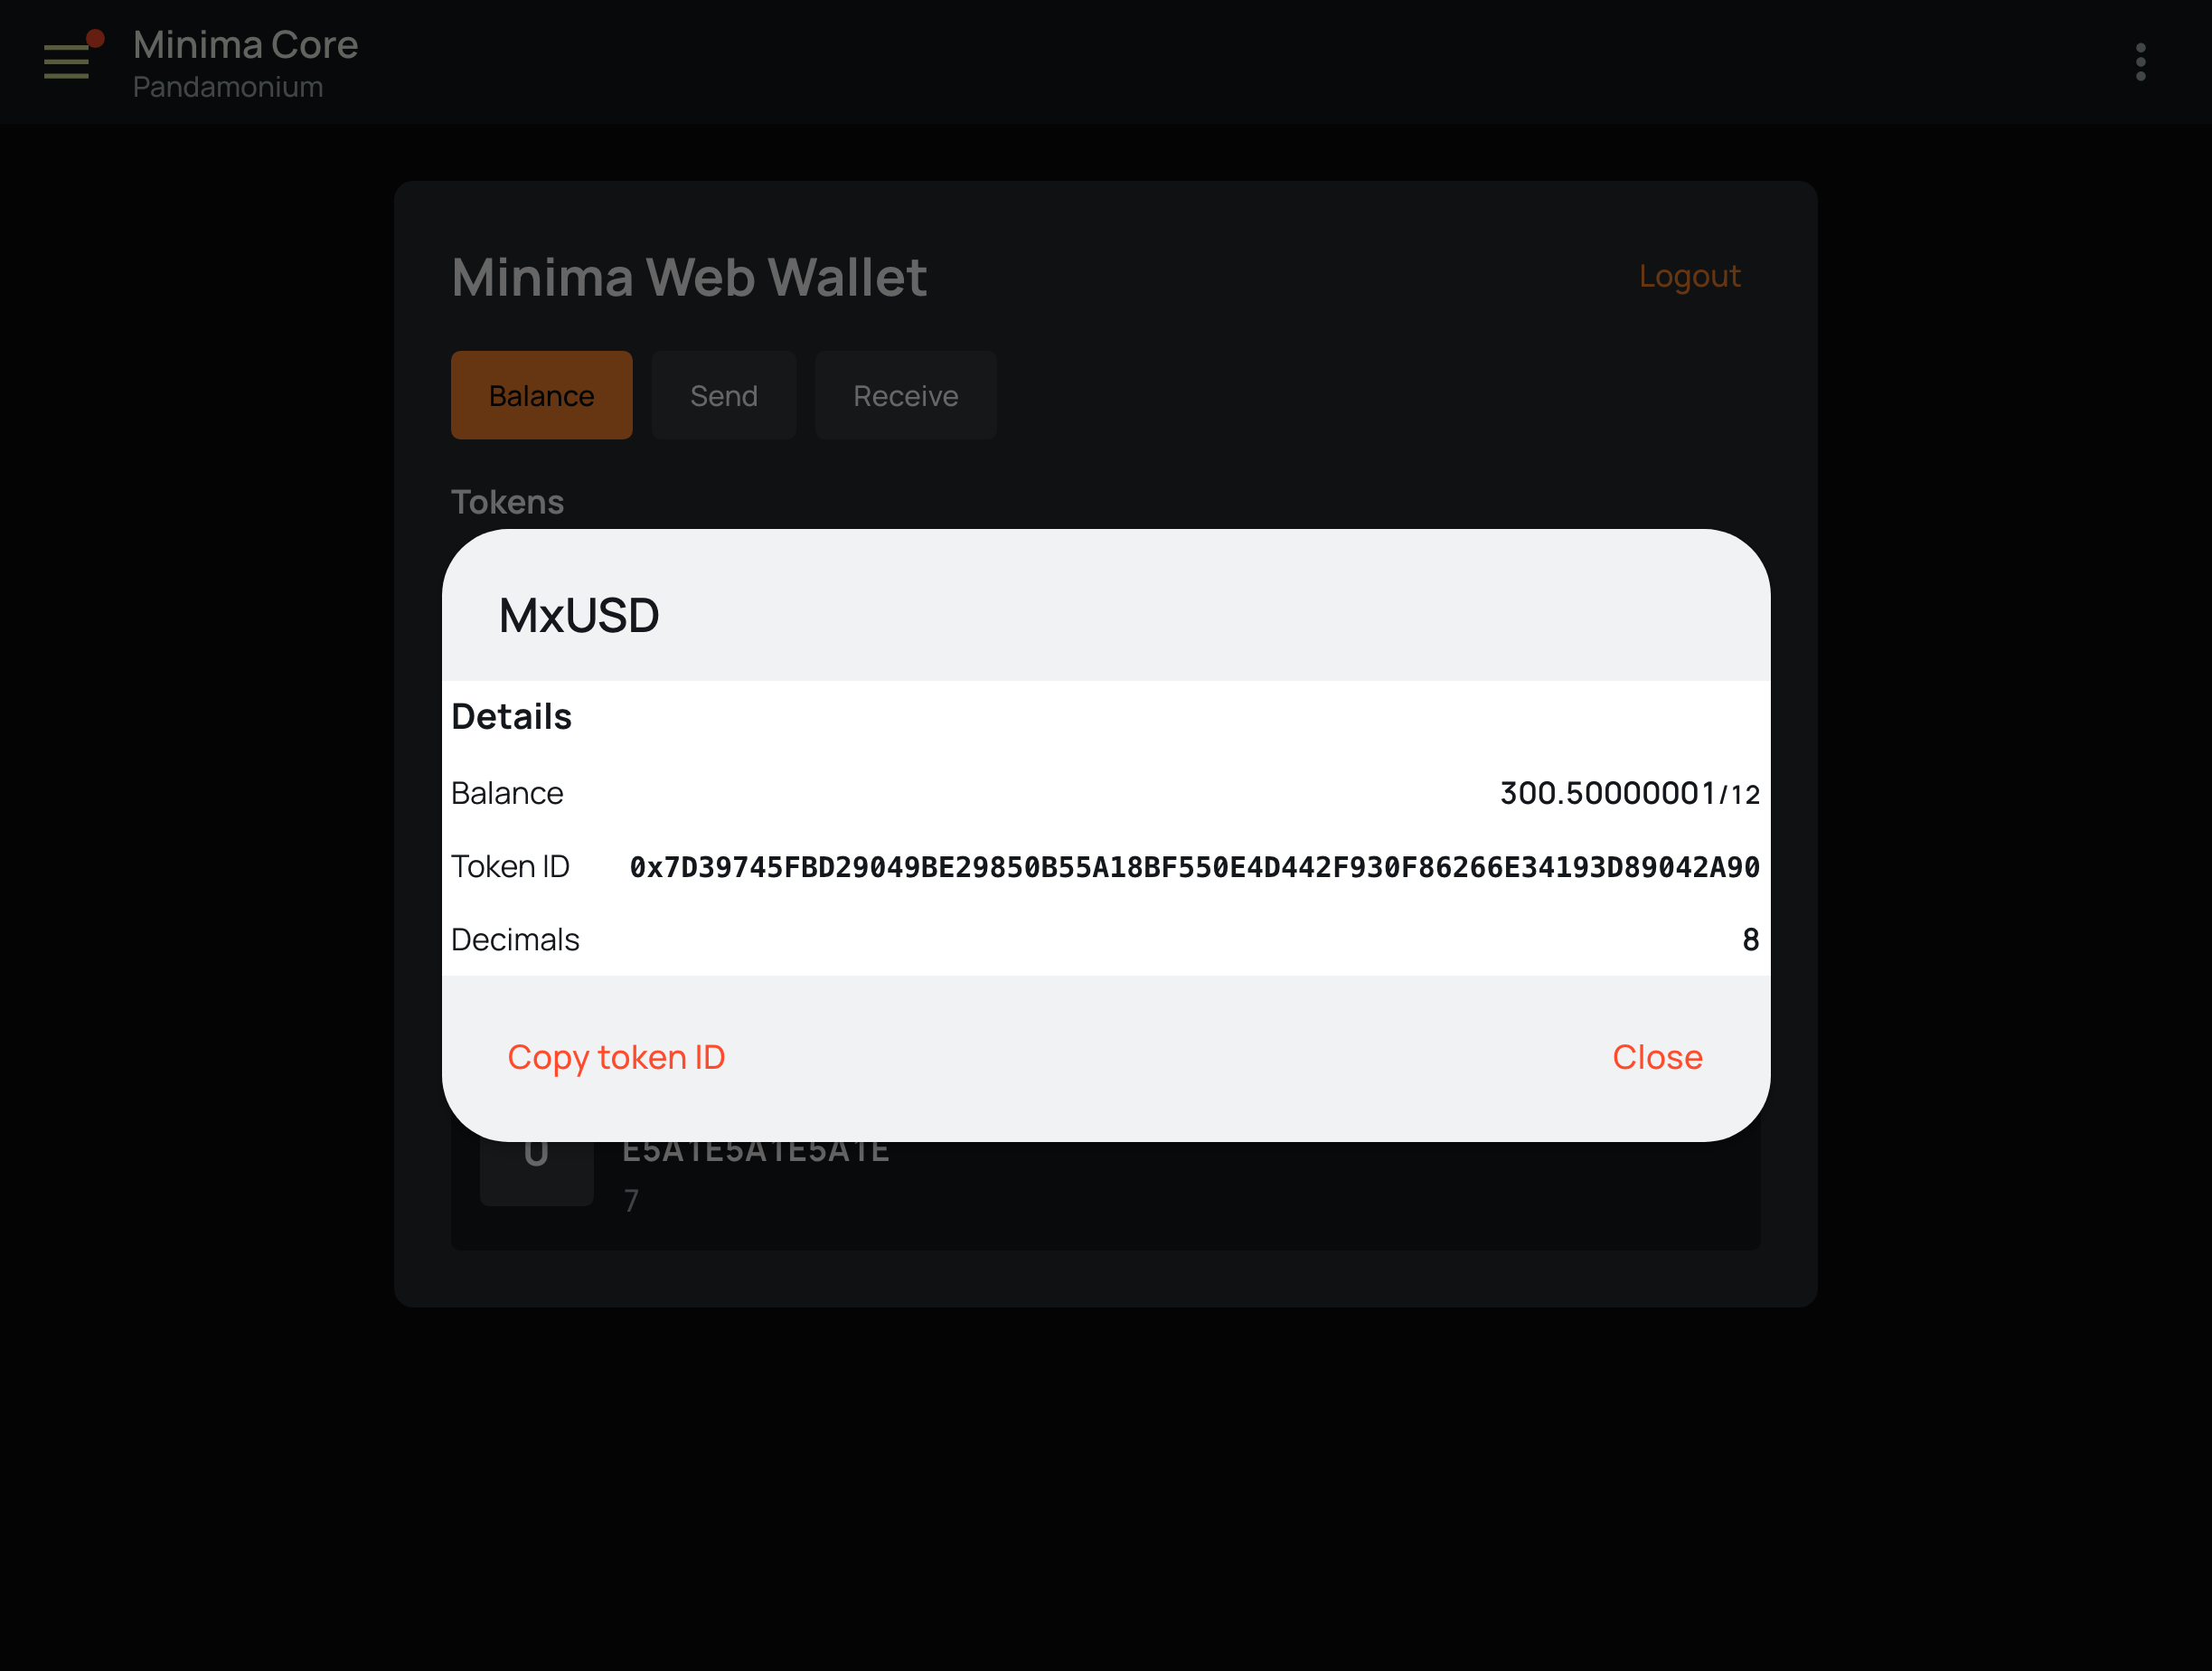 Minima Core
Pandamonium
Minima Web Wallet
Logout
Balance
Send
Receive
Tokens
MxUSD
Details
Balance 300.50000001/12
Token ID 0x7D39745FBD29049BE29850B55A18BF550E4D442F930F86266E34193D89042A90
Decimals 8
Copy token ID
Close
E5A1E5A1E5A1E
7